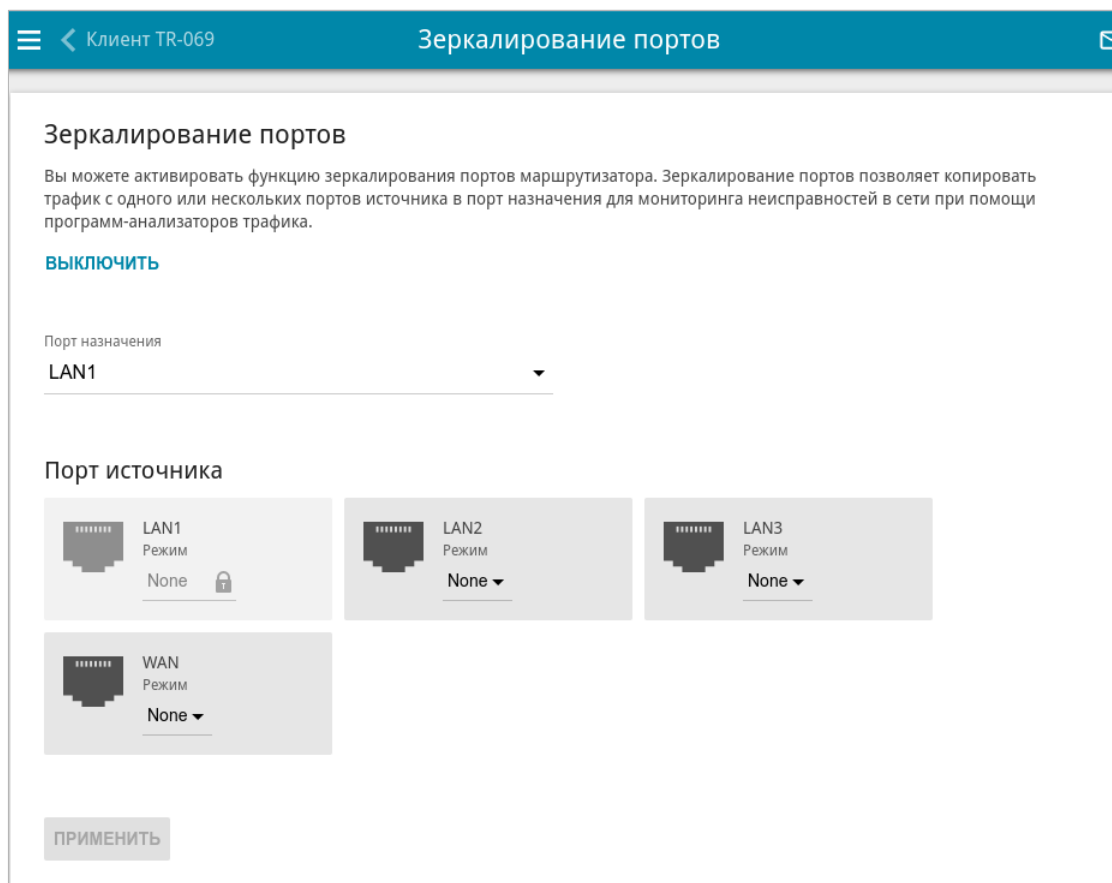 Клиент TR-069
Зеркалирование портов
Зеркалирование портов
Вы можете активировать функцию зеркалирования портов маршрутизатора. Зеркалирование портов позволяет копировать
трафик с одного или нескольких портов источника в порт назначения для мониторинга неисправностей в сети при помощи
программ-анализаторов трафика.
ВЫКЛЮЧИТЬ
Порт назначения
LAN1
Порт источника
LAN1
Режим
None
LAN2
Режим
None
LAN3
Режим
None
WAN
Режим
None
ПРИМЕНИТЬ